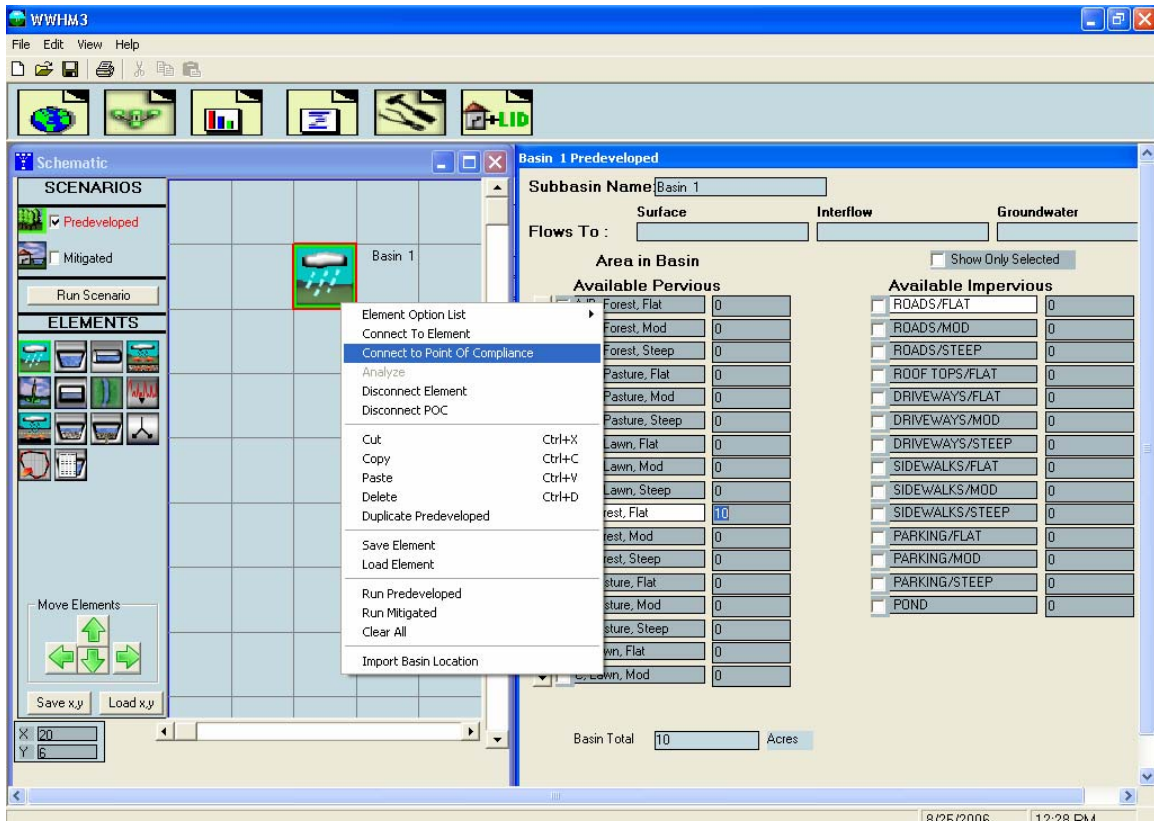 WWHM3
File Edit View Help
+LID
Schematic
SCENARIOS
Predeveloped
Mitigated
Run Scenario
ELEMENTS
Move Elements
Save x,y Load x,y
X 20
Y 6
Basin 1
Element Option List
Connect To Element
Connect to Point Of Compliance
Analyze
Disconnect Element
Disconnect POC
Cut Ctrl+X
Copy Ctrl+C
Paste Ctrl+V
Delete Ctrl+D
Duplicate Predeveloped
Save Element
Load Element
Run Predeveloped
Run Mitigated
Clear All
Import Basin Location
Basin 1 Predeveloped
Subbasin Name: Basin 1
Surface Interflow Groundwater
Flows To :
Area in Basin
Show Only Selected
Available Pervious
Forest, Flat 0
Forest, Mod 0
Forest, Steep 0
Pasture, Flat 0
Pasture, Mod 0
Pasture, Steep 0
Lawn, Flat 0
Lawn, Mod 0
Lawn, Steep 0
rest, Flat 10
rest, Mod 0
rest, Steep 0
sture, Flat 0
sture, Mod 0
sture, Steep 0
wn, Flat 0
C, Lawn, Mod 0
Available Impervious
ROADS/FLAT 0
ROADS/MOD 0
ROADS/STEEP 0
ROOF TOPS/FLAT 0
DRIVEWAYS/FLAT 0
DRIVEWAYS/MOD 0
DRIVEWAYS/STEEP 0
SIDEWALKS/FLAT 0
SIDEWALKS/MOD 0
SIDEWALKS/STEEP 0
PARKING/FLAT 0
PARKING/MOD 0
PARKING/STEEP 0
POND 0
Basin Total 10 Acres
8/25/2006 12:28 PM